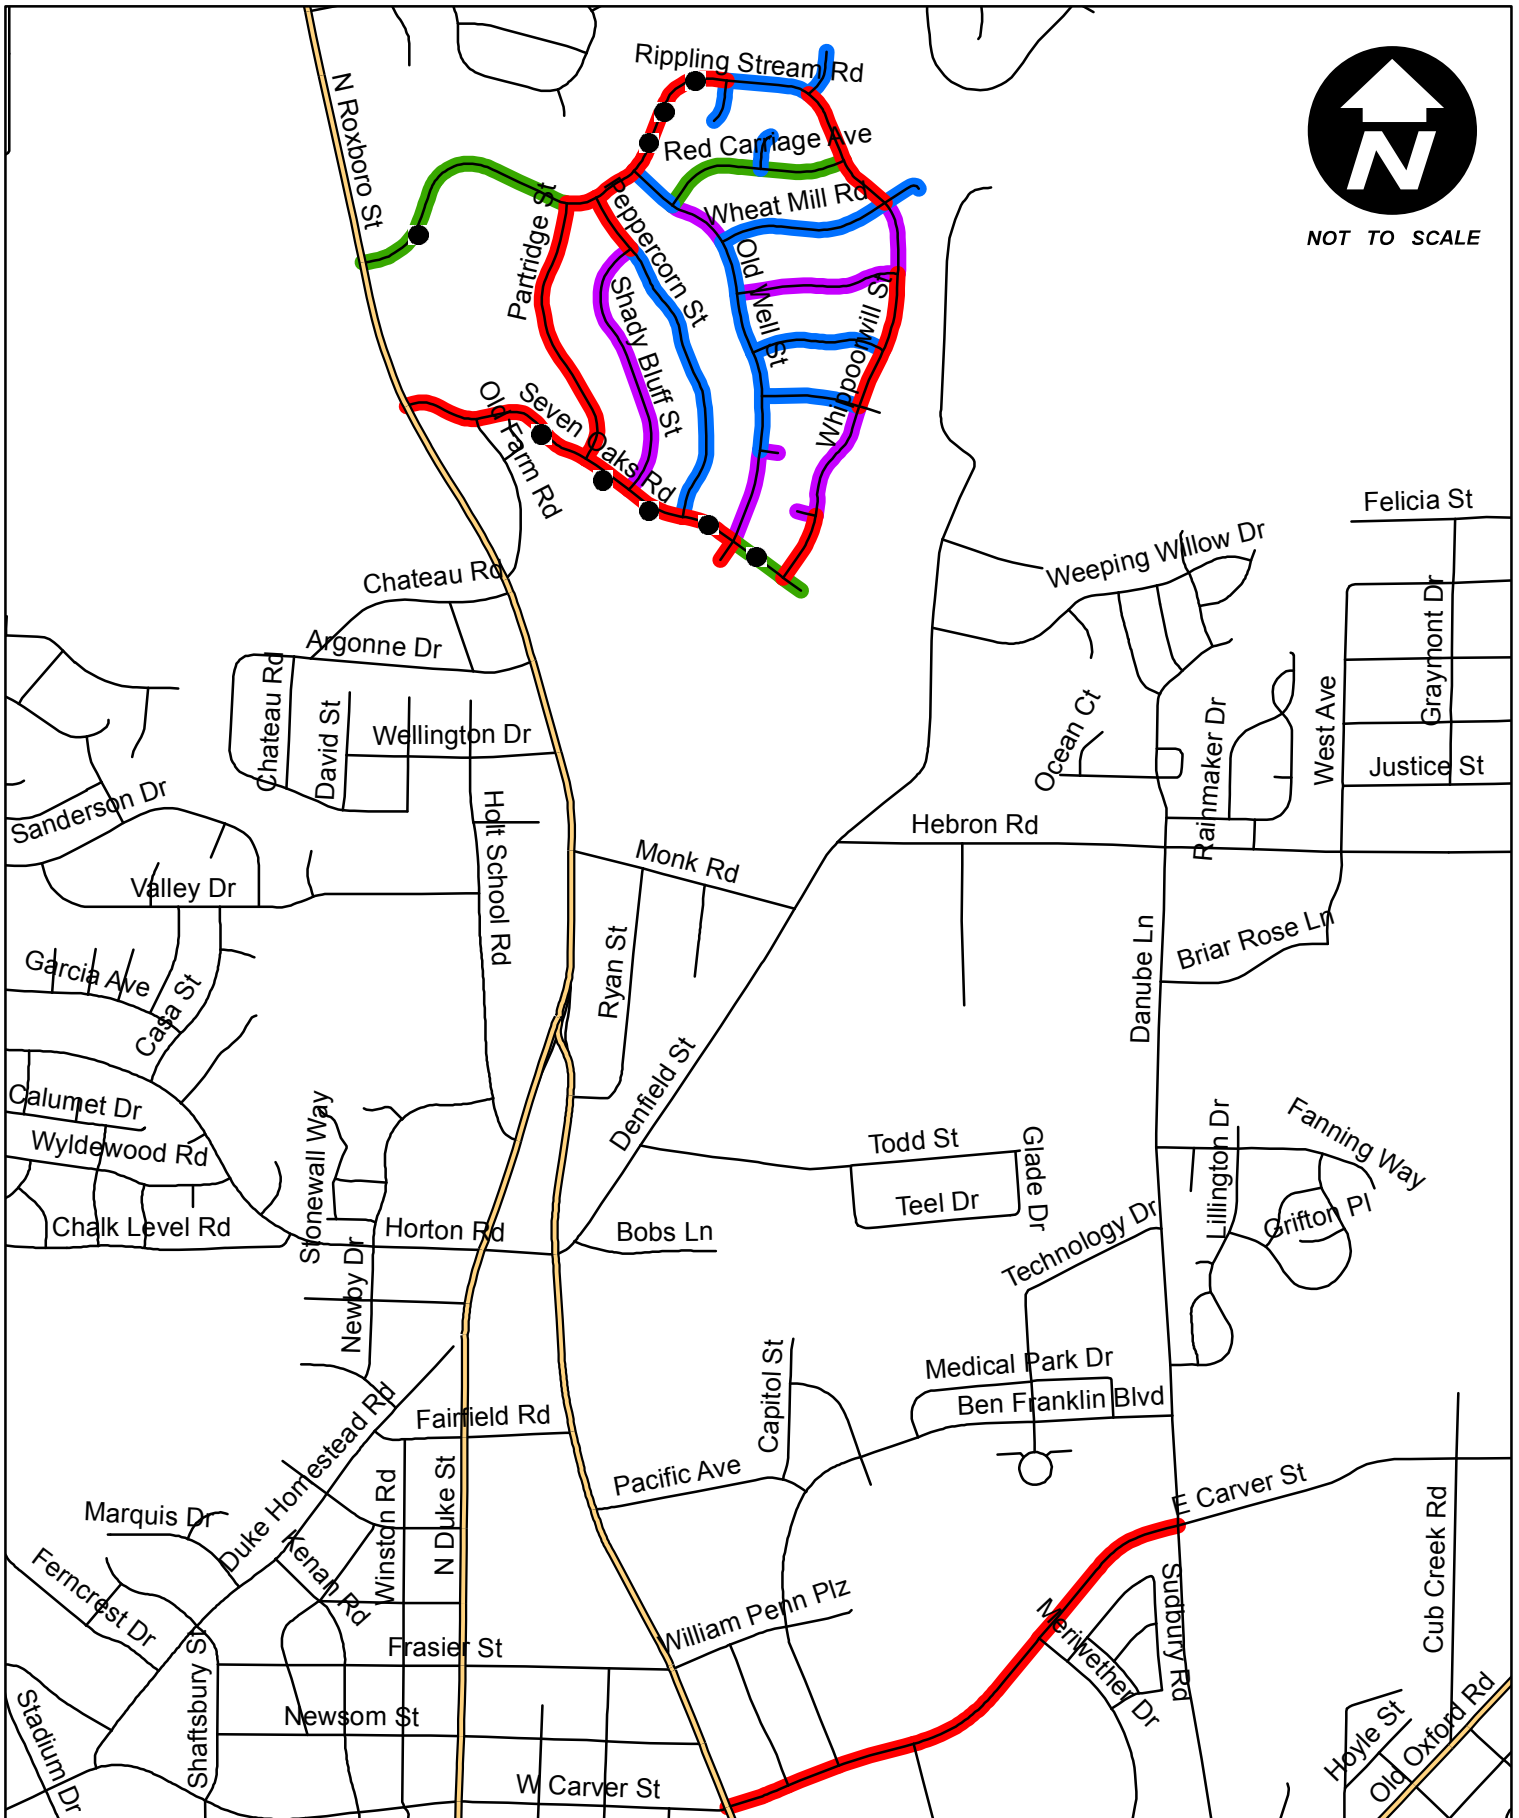 Rippling Stream Rd
N Roxboro St
Red Carriage Ave
N
Wheat Mill Rd
Partridge St
Peppercorn St
NOT TO SCALE
Old Well St
Shady Bluff St
Whippoorwill St
Seven Oaks Rd
Old Farm Rd
Felicia St
Weeping Willow Dr
Chateau Rd
Graymont Dr
Argonne Dr
Chateau Rd
David St
Wellington Dr
Ocean Ct
Rainmaker Dr
West Ave
Justice St
Sanderson Dr
Holt School Rd
Hebron Rd
Monk Rd
Valley Dr
Ryan St
Danube Ln
Briar Rose Ln
Garcia Ave
Casa St
Denfield St
Calumet Dr
Wyldewood Rd
Stonewall Way
Todd St
Glade Dr
Lillington Dr
Fanning Way
Teel Dr
Chalk Level Rd
Horton Rd
Bobs Ln
Grifton Pl
Technology Dr
Newby Dr
Capitol St
Medical Park Dr
Ben Franklin Blvd
Duke Homestead Rd
Fairfield Rd
Pacific Ave
E Carver St
Marquis Dr
Winston Rd
N Duke St
Cub Creek Rd
Kenan Rd
Ferncrest Dr
William Penn Plz
Sudbury Rd
Meriwether Dr
Frasier St
Shaftsbury St
Newsom St
Stadium Dr
W Carver St
Hoyle St
Old Oxford Rd